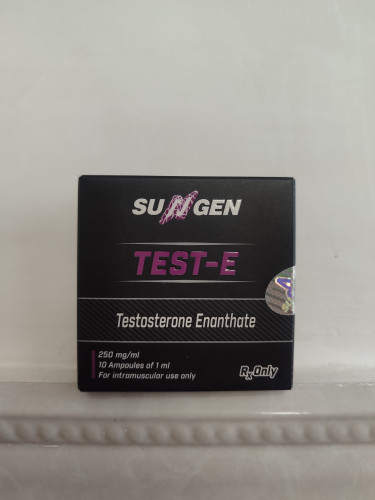 SUNGEN
TEST-E
Testosterone Enanthate
250 mg/ml
10 Ampoules of 1 ml
For intramuscular use only
Rx Only